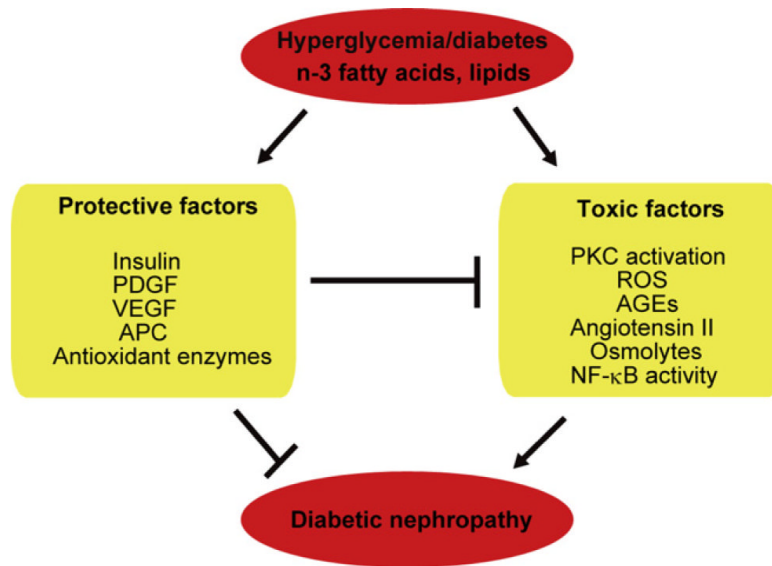 Hyperglycemia/diabetes
n-3 fatty acids, lipids
Protective factors
Insulin
PDGF
VEGF
APC
Antioxidant enzymes
Toxic factors
PKC activation
ROS
AGEs
Angiotensin II
Osmolytes
NF-κB activity
Diabetic nephropathy